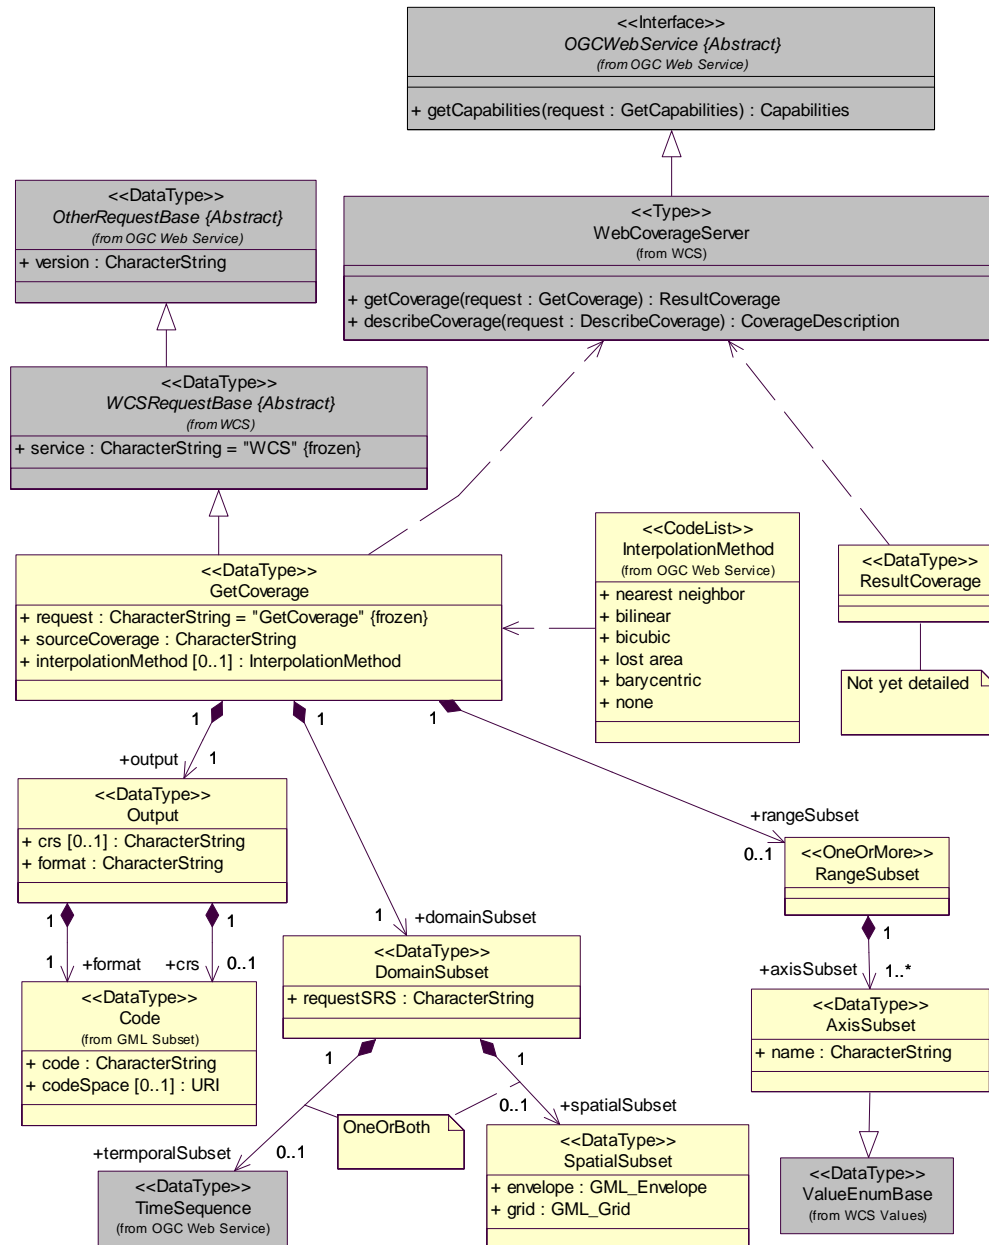 <<Interface>>
OGCWebService {Abstract}
(from OGC Web Service)
+ getCapabilities(request : GetCapabilities) : Capabilities
<<DataType>>
OtherRequestBase {Abstract}
(from OGC Web Service)
+ version : CharacterString
<<Type>>
WebCoverageServer
(from WCS)
+ getCoverage(request : GetCoverage) : ResultCoverage
+ describeCoverage(request : DescribeCoverage) : CoverageDescription
<<DataType>>
WCSRequestBase {Abstract}
(from WCS)
+ service : CharacterString = "WCS" {frozen}
<<DataType>>
GetCoverage
+ request : CharacterString = "GetCoverage" {frozen}
+ sourceCoverage : CharacterString
+ interpolationMethod [0..1] : InterpolationMethod
<<CodeList>>
InterpolationMethod
(from OGC Web Service)
+ nearest neighbor
+ bilinear
+ bicubic
+ lost area
+ barycentric
+ none
<<DataType>>
ResultCoverage
Not yet detailed
1
1
1
+output
1
<<DataType>>
Output
+ crs [0..1] : CharacterString
+ format : CharacterString
+rangeSubset
0..1
<<OneOrMore>>
RangeSubset
1
1
1
+format
+crs
0..1
1
+domainSubset
1
+axisSubset
1..*
<<DataType>>
DomainSubset
+ requestSRS : CharacterString
<<DataType>>
Code
(from GML Subset)
+ code : CharacterString
+ codeSpace [0..1] : URI
<<DataType>>
AxisSubset
+ name : CharacterString
1
1
OneOrBoth
0..1
+spatialSubset
+termporalSubset
0..1
<<DataType>>
TimeSequence
(from OGC Web Service)
<<DataType>>
SpatialSubset
+ envelope : GML_Envelope
+ grid : GML_Grid
<<DataType>>
ValueEnumBase
(from WCS Values)